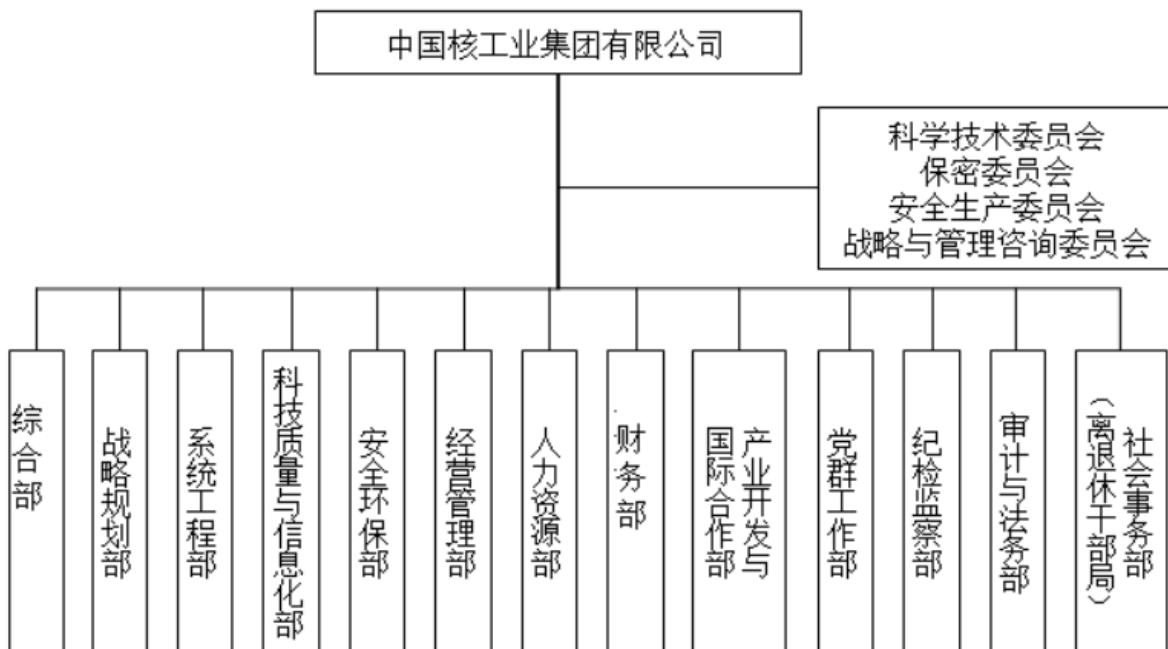 中国核工业集团有限公司
科学技术委员会
保密委员会
安全生产委员会
战略与管理咨询委员会
综合部
战略规划部
系统工程部
科技质量与信息化部
安全环保部
经营管理部
人力资源部
财务部
产业开发与
国际合作部
党群工作部
纪检监察部
审计与法务部
社会事务部
（离退休干部局）